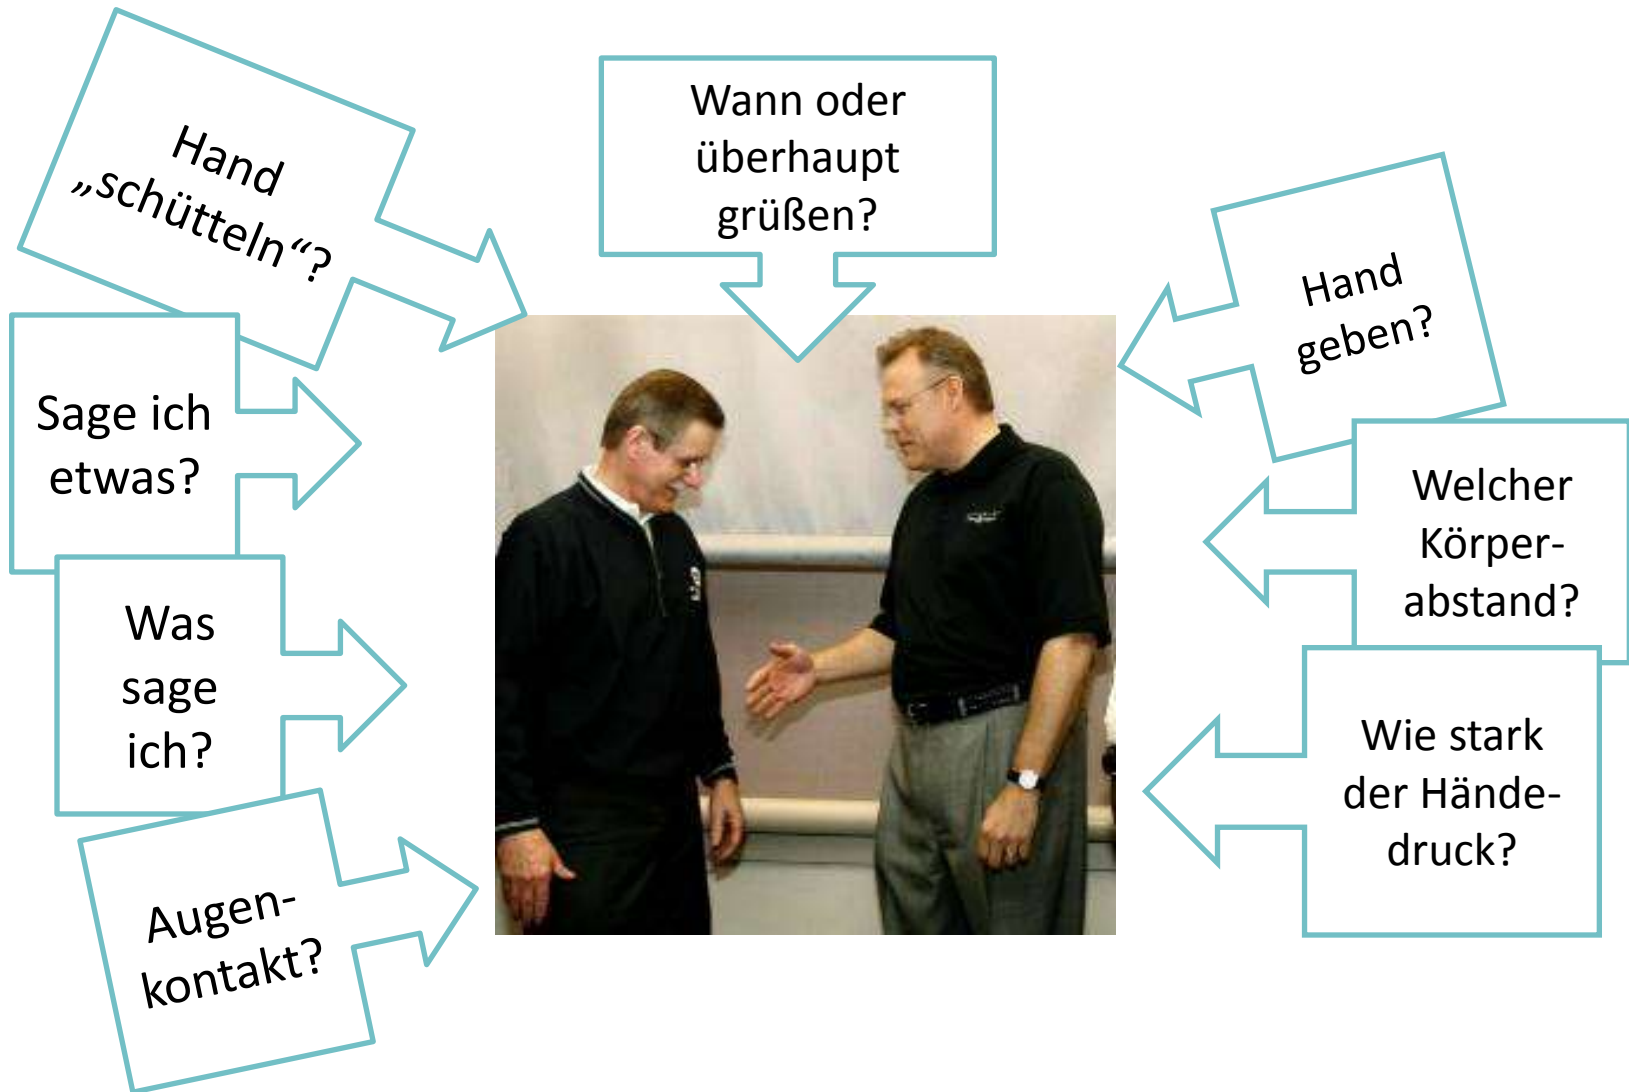 Hand
„schütteln“?
Wann oder
überhaupt
grüßen?
Hand
geben?
Sage ich
etwas?
Welcher
Körper-
abstand?
Was
sage
ich?
Wie stark
der Hände-
druck?
Augen-
kontakt?